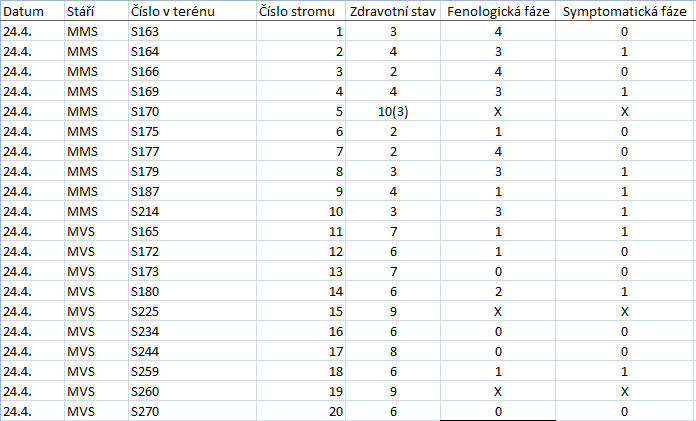 Datum Stáří Číslo v terénu Číslo stromu Zdravotní stav Fenologická fáze Symptomatická fáze
24.4. MMS S163 1 3 4 0
24.4. MMS S164 2 4 3 1
24.4. MMS S166 3 2 4 0
24.4. MMS S169 4 4 3 1
24.4. MMS S170 5 10(3) X X
24.4. MMS S175 6 2 1 0
24.4. MMS S177 7 2 4 0
24.4. MMS S179 8 3 3 1
24.4. MMS S187 9 4 1 1
24.4. MMS S214 10 3 3 1
24.4. MVS S165 11 7 1 1
24.4. MVS S172 12 6 1 0
24.4. MVS S173 13 7 0 0
24.4. MVS S180 14 6 2 1
24.4. MVS S225 15 9 X X
24.4. MVS S234 16 6 0 0
24.4. MVS S244 17 8 0 0
24.4. MVS S259 18 6 1 1
24.4. MVS S260 19 9 X X
24.4. MVS S270 20 6 0 0